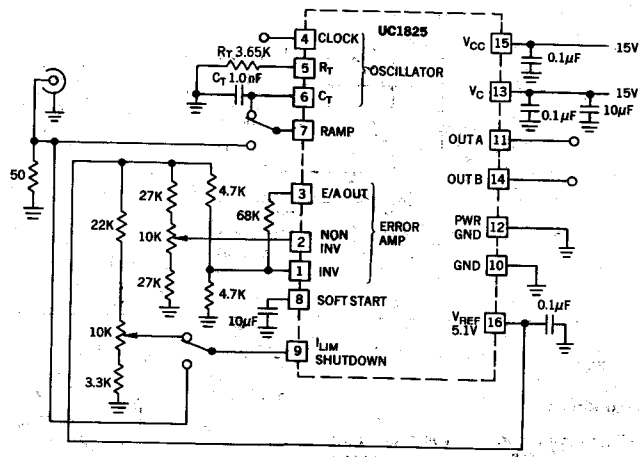 UC1825
4 CLOCK
RT 3.65K
5 RT
OSCILLATOR
CT 1.0nF
6 CT
7 RAMP
50
27K
4.7K
22K
10K
68K
3 E/A OUT
ERROR
AMP
2 NON
INV
1 INV
27K
4.7K
8 SOFT START
10μF
10K
9 ILIM
SHUTDOWN
3.3K
VCC 15
15V
0.1μF
VC 13
15V
0.1μF
10μF
OUT A 11
OUT B 14
PWR
GND 12
GND 10
VREF
5.1V 16
0.1μF